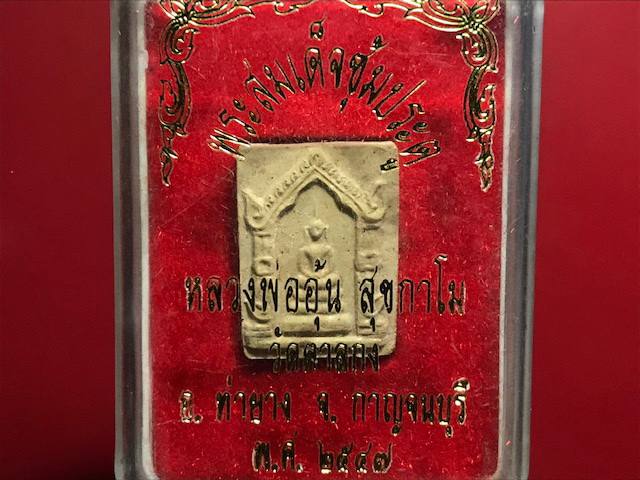 พระสมเด็จซุ้มประตู
หลวงพ่ออุ้น สุขกาโม
วัดตาลกง
อ. ท่ายาง จ. กาญจนบุรี
พ.ศ. ๒๕๔๗